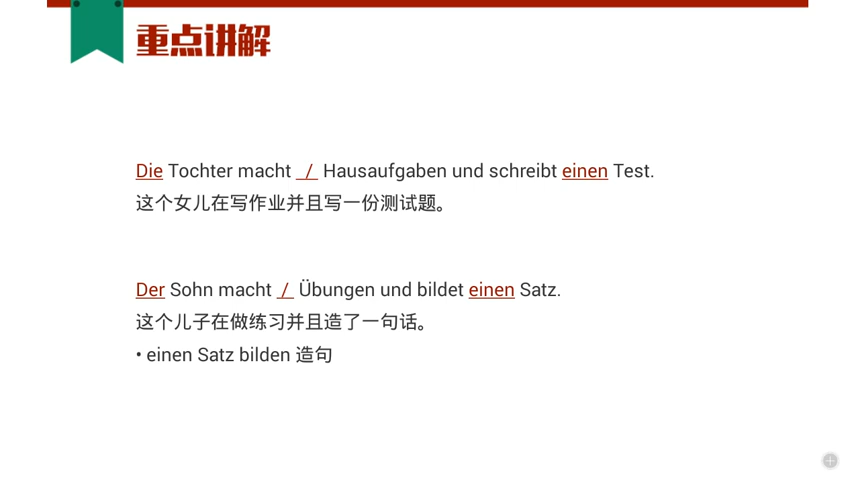 重点讲解
Die Tochter macht / Hausaufgaben und schreibt einen Test.
这个女儿在写作业并且写一份测试题。
Der Sohn macht / Übungen und bildet einen Satz.
这个儿子在做练习并且造了一句话。
• einen Satz bilden 造句